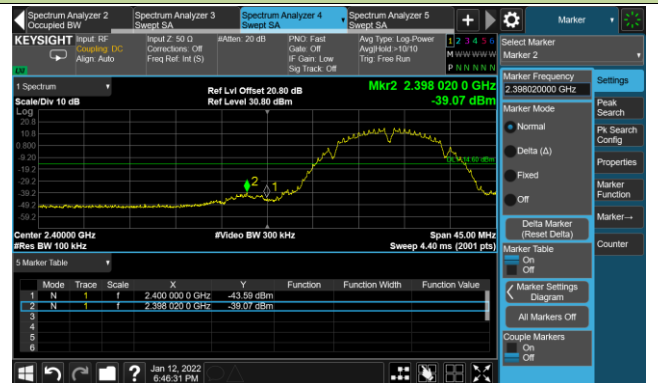 Spectrum Analyzer 2
Occupied BW
Spectrum Analyzer 3
Swept SA
Spectrum Analyzer 4
Swept SA
Spectrum Analyzer 5
Swept SA
+
Marker
KEYSIGHT
Input: RF
Coupling: DC
Align: Auto
Input Z: 50 Ω
Corrections: Off
Freq Ref: Int (S)
#Atten: 20 dB
PNO: Fast
Gate: Off
IF Gain: Low
Sig Track: Off
Avg Type: Log-Power
Avg|Hold:>10/10
Trig: Free Run
1 2 3 4 5 6
M W W W W W
P N N N N N
LW
Select Marker
Marker 2
1 Spectrum
Scale/Div 10 dB
Log
Ref Lvl Offset 20.80 dB
Ref Level 30.80 dBm
Mkr2 2.398 020 0 GHz
-39.07 dBm
20.8
10.8
0.800
-9.20
-19.2
-29.2
-39.2
-49.2
-59.2
2
1
Center 2.40000 GHz
#Res BW 100 kHz
#Video BW 300 kHz
Span 45.00 MHz
Sweep 4.40 ms (2001 pts)
5 Marker Table
Mode Trace Scale X Y Function Function Width Function Value
1 N 1 f 2.400 000 0 GHz -43.59 dBm
2 N 1 f 2.398 020 0 GHz -39.07 dBm
3
4
5
6
Marker Frequency
2.398020000 GHz
Marker Mode
Normal
Delta (Δ)
Fixed
Off
Delta Marker
(Reset Delta)
Marker Table
On
Off
Marker Settings
Diagram
All Markers Off
Couple Markers
On
Off
Settings
Peak
Search
Pk Search
Config
Properties
Marker
Function
Marker→
Counter
?
Jan 12, 2022
6:46:31 PM